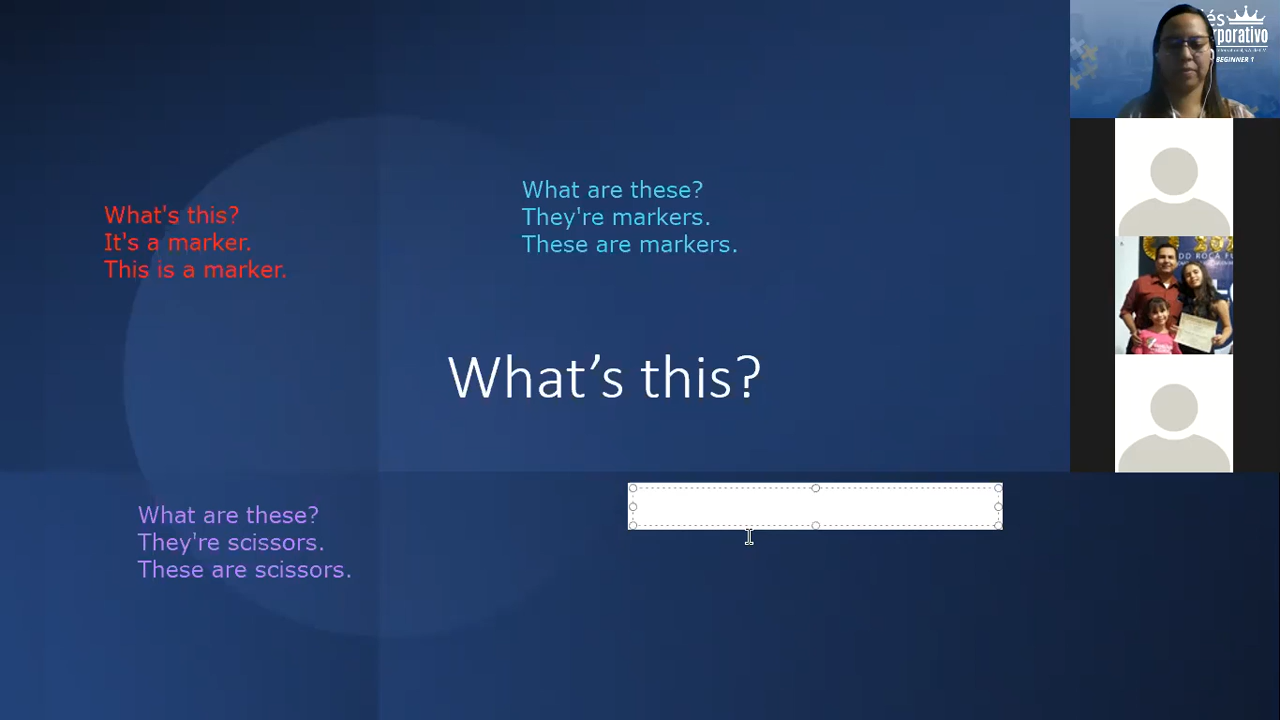 What's this?
It's a marker.
This is a marker.
What are these?
They're markers.
These are markers.
What’s this?
What are these?
They're scissors.
These are scissors.
BEGINNER 1